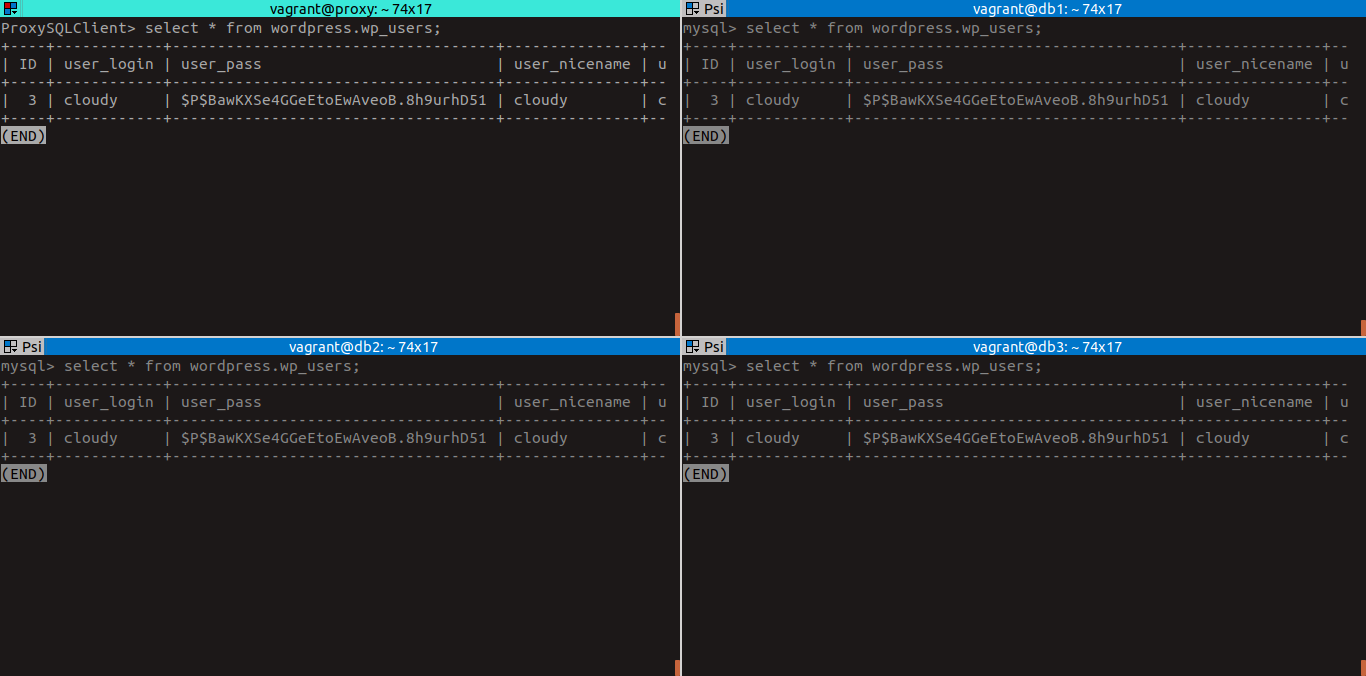 vagrant@proxy: ~ 74x17
ProxySQLClient> select * from wordpress.wp_users;
+----+------------+------------------------------------+---------------+--
| ID | user_login | user_pass                          | user_nicename | u
+----+------------+------------------------------------+---------------+--
|  3 | cloudy     | $P$BawKXSe4GGeEtoEwAveoB.8h9urhD51 | cloudy        | c
+----+------------+------------------------------------+---------------+--
(END)
Psi vagrant@db1: ~ 74x17
mysql> select * from wordpress.wp_users;
+----+------------+------------------------------------+---------------+--
| ID | user_login | user_pass                          | user_nicename | u
+----+------------+------------------------------------+---------------+--
|  3 | cloudy     | $P$BawKXSe4GGeEtoEwAveoB.8h9urhD51 | cloudy        | c
+----+------------+------------------------------------+---------------+--
(END)
Psi vagrant@db2: ~ 74x17
mysql> select * from wordpress.wp_users;
+----+------------+------------------------------------+---------------+--
| ID | user_login | user_pass                          | user_nicename | u
+----+------------+------------------------------------+---------------+--
|  3 | cloudy     | $P$BawKXSe4GGeEtoEwAveoB.8h9urhD51 | cloudy        | c
+----+------------+------------------------------------+---------------+--
(END)
Psi vagrant@db3: ~ 74x17
mysql> select * from wordpress.wp_users;
+----+------------+------------------------------------+---------------+--
| ID | user_login | user_pass                          | user_nicename | u
+----+------------+------------------------------------+---------------+--
|  3 | cloudy     | $P$BawKXSe4GGeEtoEwAveoB.8h9urhD51 | cloudy        | c
+----+------------+------------------------------------+---------------+--
(END)